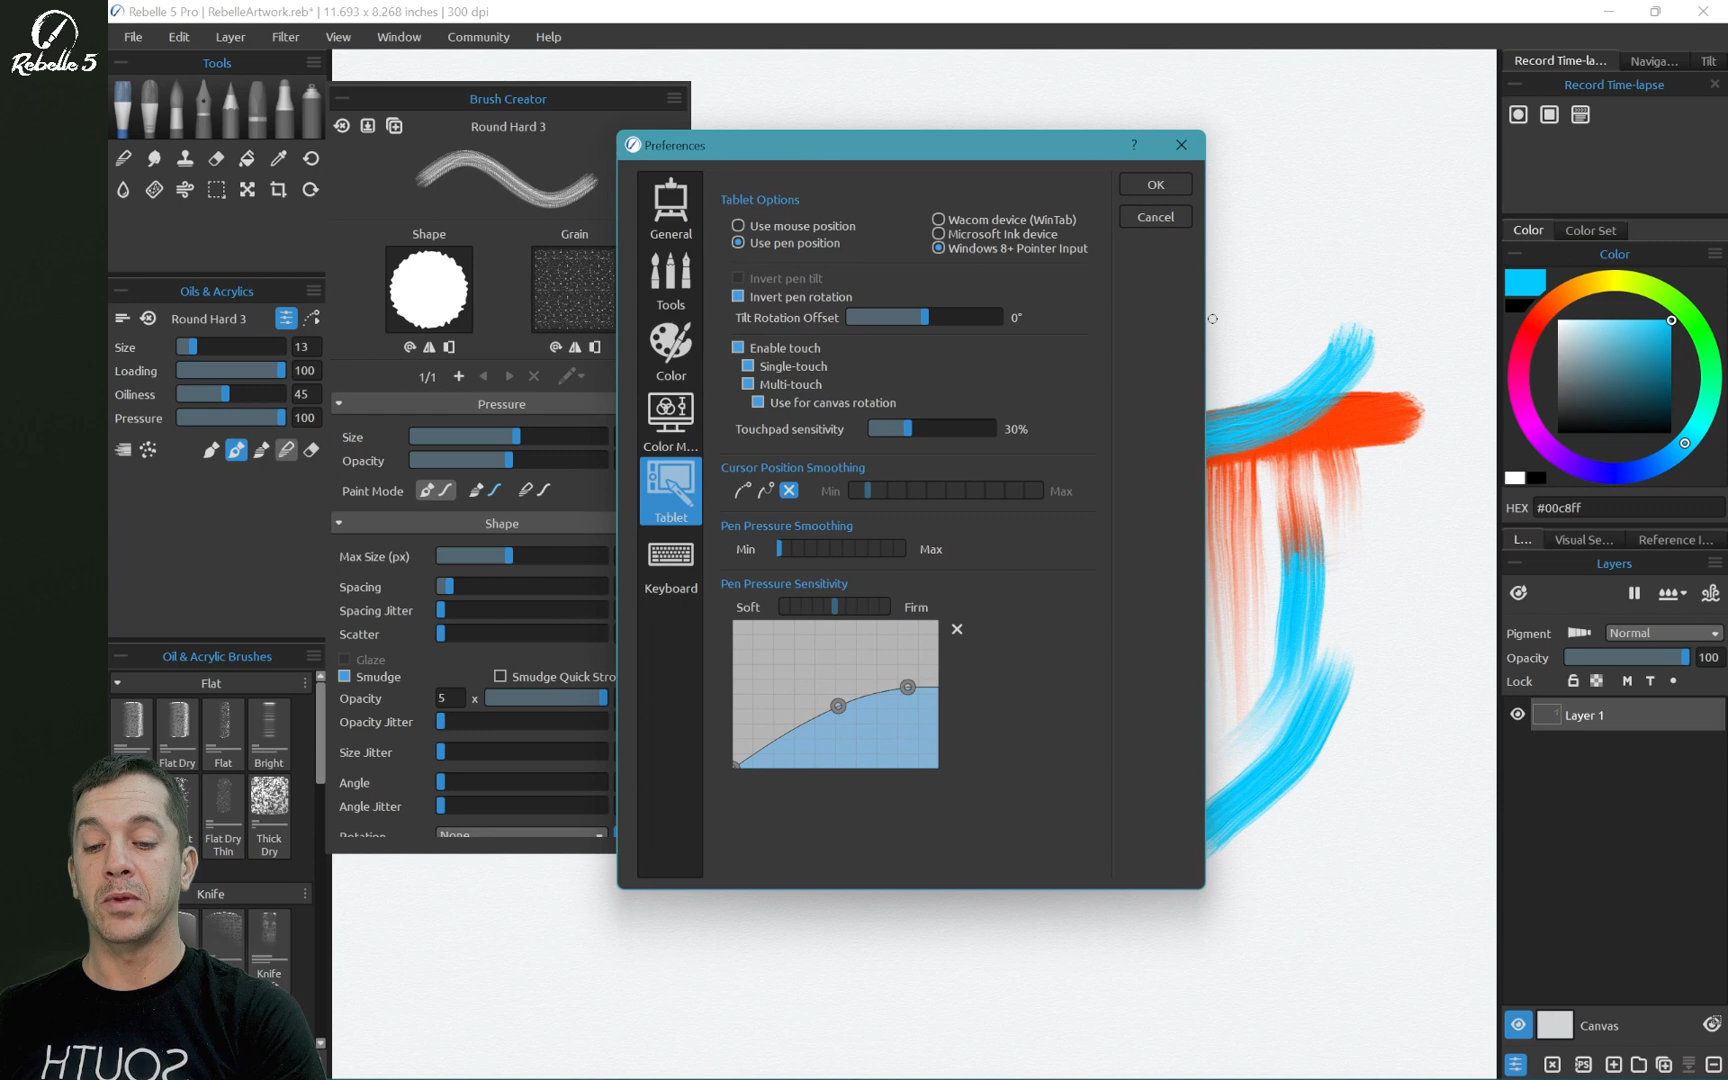 Rebelle 5
Rebelle 5 Pro | RebelleArtwork.reb* | 11.693 x 8.268 inches | 300 dpi
File Edit Layer Filter View Window Community Help
Tools
Oils & Acrylics
Round Hard 3
Size 13
Loading 100
Oiliness 45
Pressure 100
Oil & Acrylic Brushes
Flat
Flat Dry Flat Bright
Flat Dry Thin
Thick Dry
Knife
Knife
SOUTH
Brush Creator
Round Hard 3
Shape Grain
1/1
Pressure
Size
Opacity
Paint Mode
Shape
Max Size (px)
Spacing
Spacing Jitter
Scatter
Glaze
Smudge Smudge Quick Stro
Opacity 5 x
Opacity Jitter
Size Jitter
Angle
Angle Jitter
Rotation None
Preferences ?
General
Tools
Color
Color M...
Tablet
Keyboard
Tablet Options
Use mouse position
Use pen position
Wacom device (WinTab)
Microsoft Ink device
Windows 8+ Pointer Input
Invert pen tilt
Invert pen rotation
Tilt Rotation Offset 0°
Enable touch
Single-touch
Multi-touch
Use for canvas rotation
Touchpad sensitivity 30%
Cursor Position Smoothing
Min Max
Pen Pressure Smoothing
Min Max
Pen Pressure Sensitivity
Soft Firm
OK
Cancel
Record Time-la... Naviga... Tilt
Record Time-lapse
Color Color Set
Color
HEX #00c8ff
L... Visual Se... Reference I...
Layers
Pigment Normal
Opacity 100
Lock M T
Layer 1
Canvas
PS